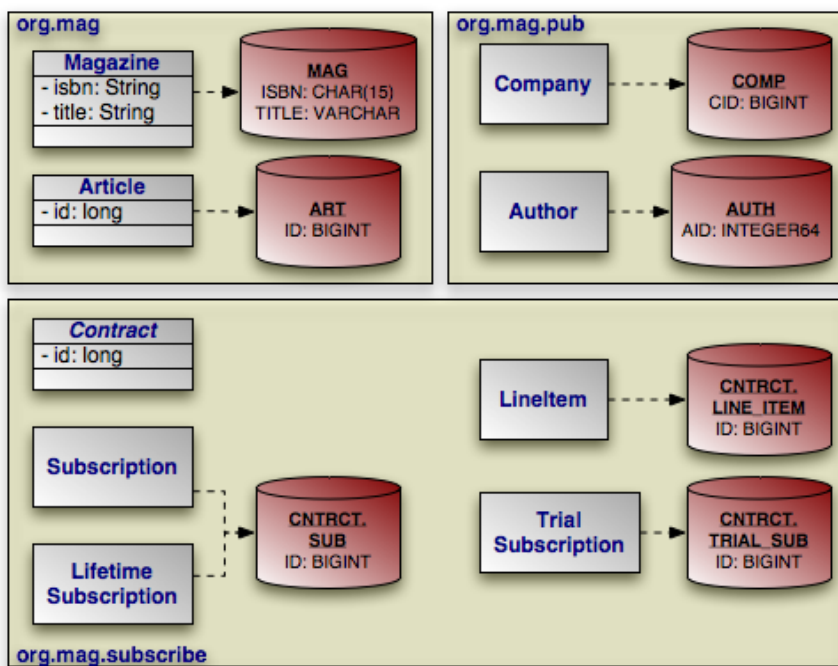 org.mag
Magazine
- isbn: String
- title: String
MAG
ISBN: CHAR(15)
TITLE: VARCHAR
Article
- id: long
ART
ID: BIGINT
org.mag.pub
Company
COMP
CID: BIGINT
Author
AUTH
AID: INTEGER64
Contract
- id: long
LineItem
CNTRCT.
LINE_ITEM
ID: BIGINT
Subscription
CNTRCT.
SUB
ID: BIGINT
Trial
Subscription
CNTRCT.
TRIAL_SUB
ID: BIGINT
Lifetime
Subscription
org.mag.subscribe